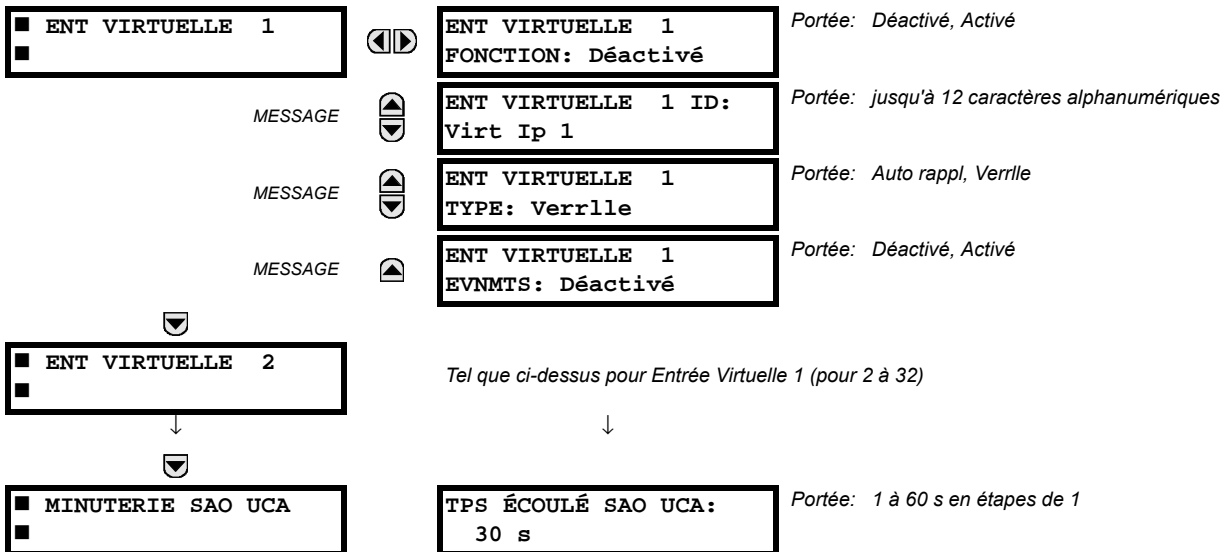 ■ ENT VIRTUELLE 1
■
ENT VIRTUELLE 1
FONCTION: Déactivé
Portée: Déactivé, Activé
MESSAGE
ENT VIRTUELLE 1 ID:
Virt Ip 1
Portée: jusqu'à 12 caractères alphanumériques
MESSAGE
ENT VIRTUELLE 1
TYPE: Verrlle
Portée: Auto rappl, Verrlle
MESSAGE
ENT VIRTUELLE 1
EVNMTS: Déactivé
Portée: Déactivé, Activé
■ ENT VIRTUELLE 2
■
Tel que ci-dessus pour Entrée Virtuelle 1 (pour 2 à 32)
↓ ↓
■ MINUTERIE SAO UCA
■
TPS ÉCOULÉ SAO UCA:
30 s
Portée: 1 à 60 s en étapes de 1